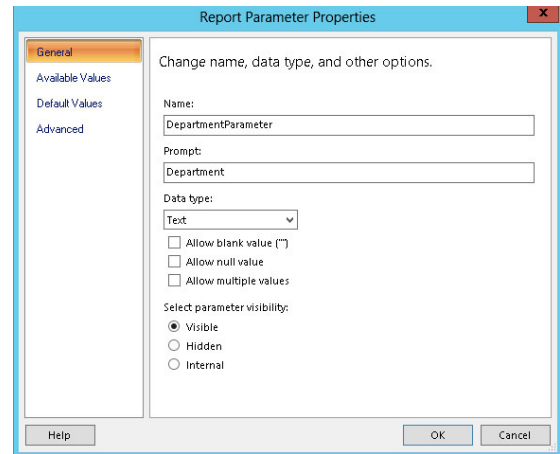 Report Parameter Properties
x
General
Available Values
Default Values
Advanced
Change name, data type, and other options.
Name:
DepartmentParameter
Prompt:
Department
Data type:
Text
Allow blank value ("")
Allow null value
Allow multiple values
Select parameter visibility:
Visible
Hidden
Internal
Help
OK
Cancel